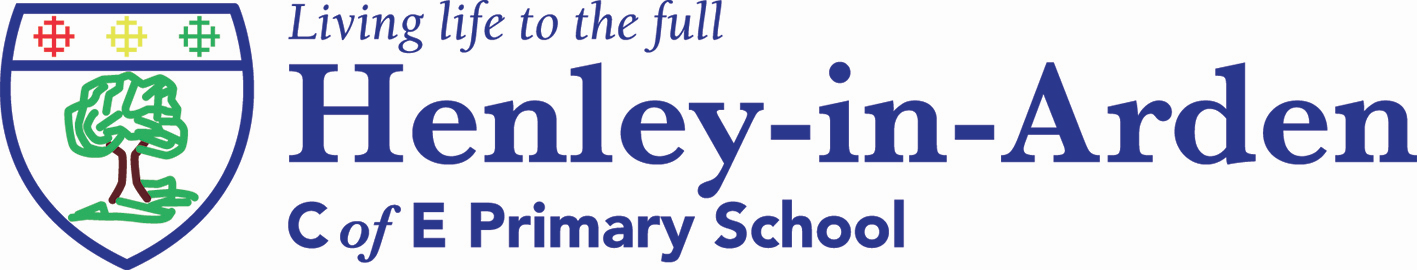 Living life to the full
Henley-in-Arden
C of E Primary School